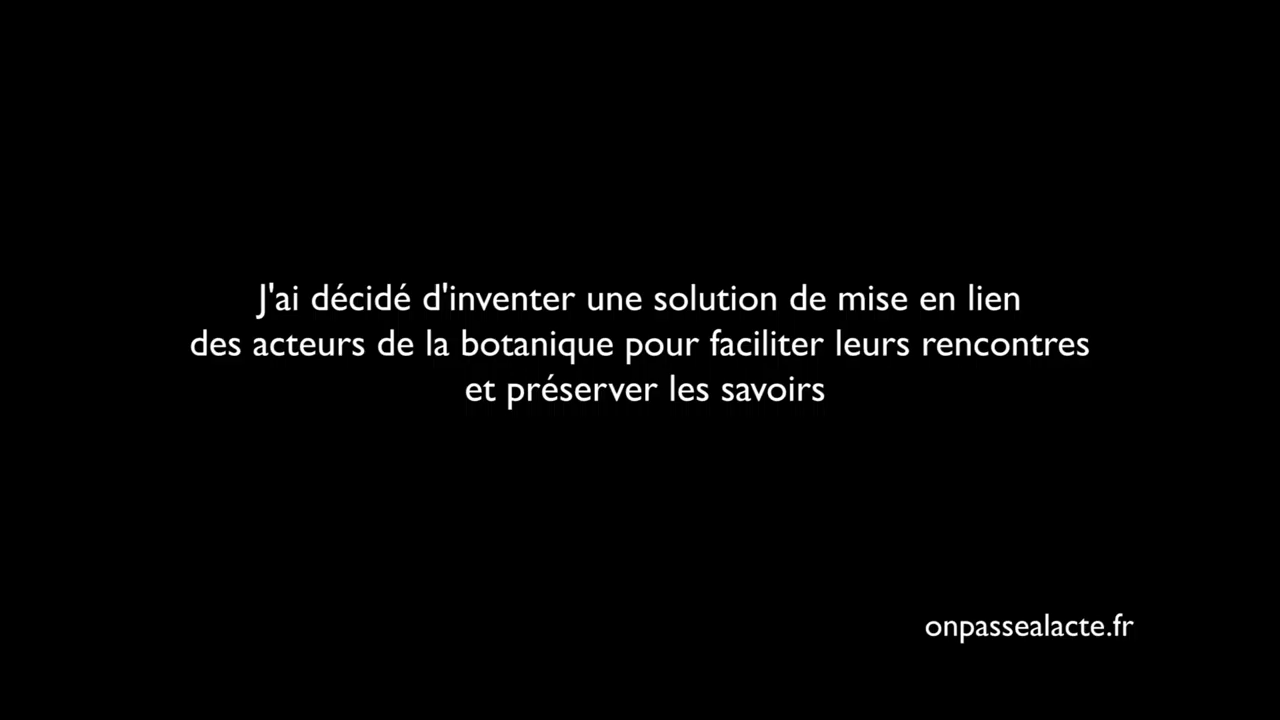 J'ai décidé d'inventer une solution de mise en lien
des acteurs de la botanique pour faciliter leurs rencontres
et préserver les savoirs
onpassealacte.fr